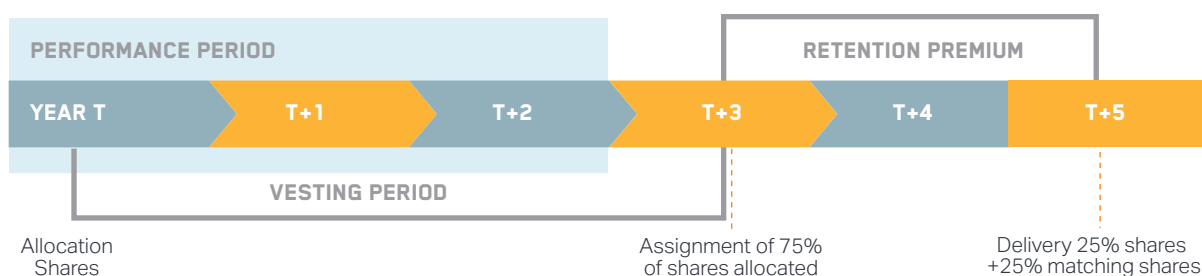 PERFORMANCE PERIOD
RETENTION PREMIUM
YEAR T T+1 T+2 T+3 T+4 T+5
VESTING PERIOD
Allocation
Shares
Assignment of 75%
of shares allocated
Delivery 25% shares
+25% matching shares